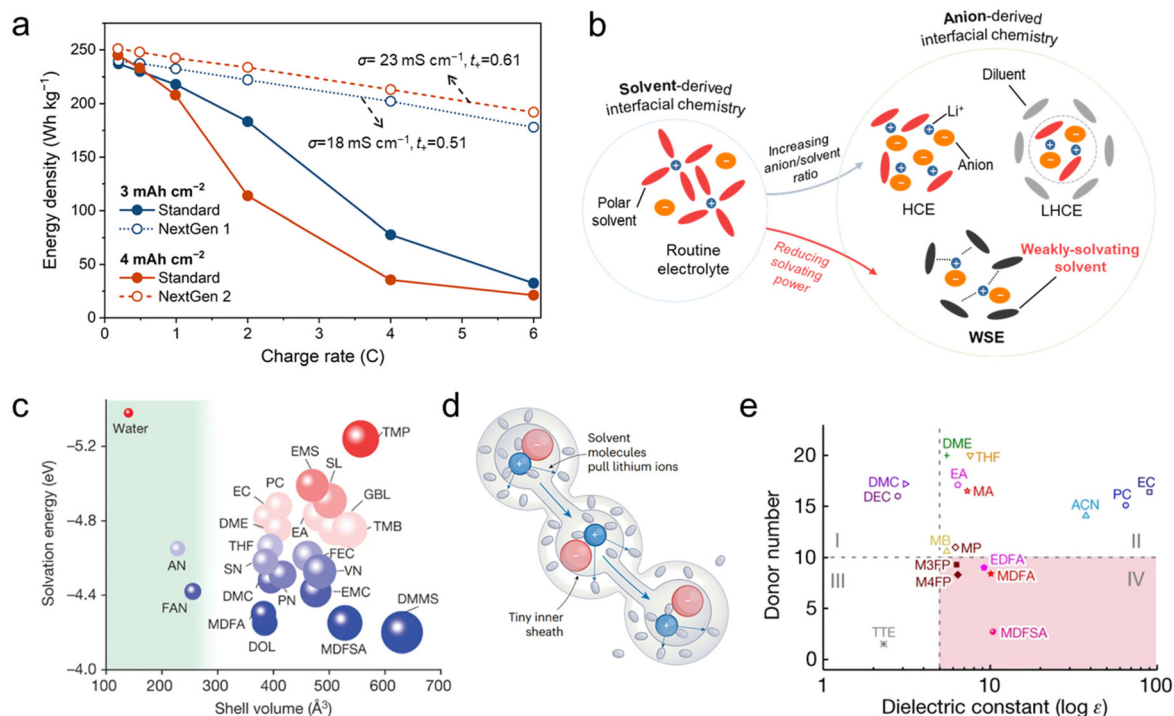 a
Energy density (Wh kg⁻¹)
250
200
150
100
50
0
σ= 23 mS cm⁻¹, t₊=0.61
σ=18 mS cm⁻¹, t₊=0.51
3 mAh cm⁻²
Standard
NextGen 1
4 mAh cm⁻²
Standard
NextGen 2
0 1 2 3 4 5 6
Charge rate (C)
b
Solvent-derived
interfacial chemistry
Polar
solvent
Routine
electrolyte
Increasing
anion/solvent
ratio
Reducing
solvating
power
Anion-derived
interfacial chemistry
Diluent
Li⁺
Anion
HCE
LHCE
Weakly-solvating
solvent
WSE
c
Solvation energy (eV)
−5.2
−4.8
−4.4
−4.0
Water
TMP
EMS
SL
PC
EC
GBL
DME
EA
TMB
THF
FEC
AN
SN
VN
DMC
PN
EMC
FAN
DMMS
MDFA
DOL
MDFSA
100 200 300 400 500 600 700
Shell volume (Å³)
d
Solvent
molecules
pull lithium ions
Tiny inner
sheath
e
Donor number
20
15
10
5
0
DME
THF
DMC
EA
DEC
MA
EC
PC
ACN
MB
MP
I
II
M3FP
EDFA
III
M4FP
MDFA
IV
MDFSA
TTE
1 10 100
Dielectric constant (log ε)